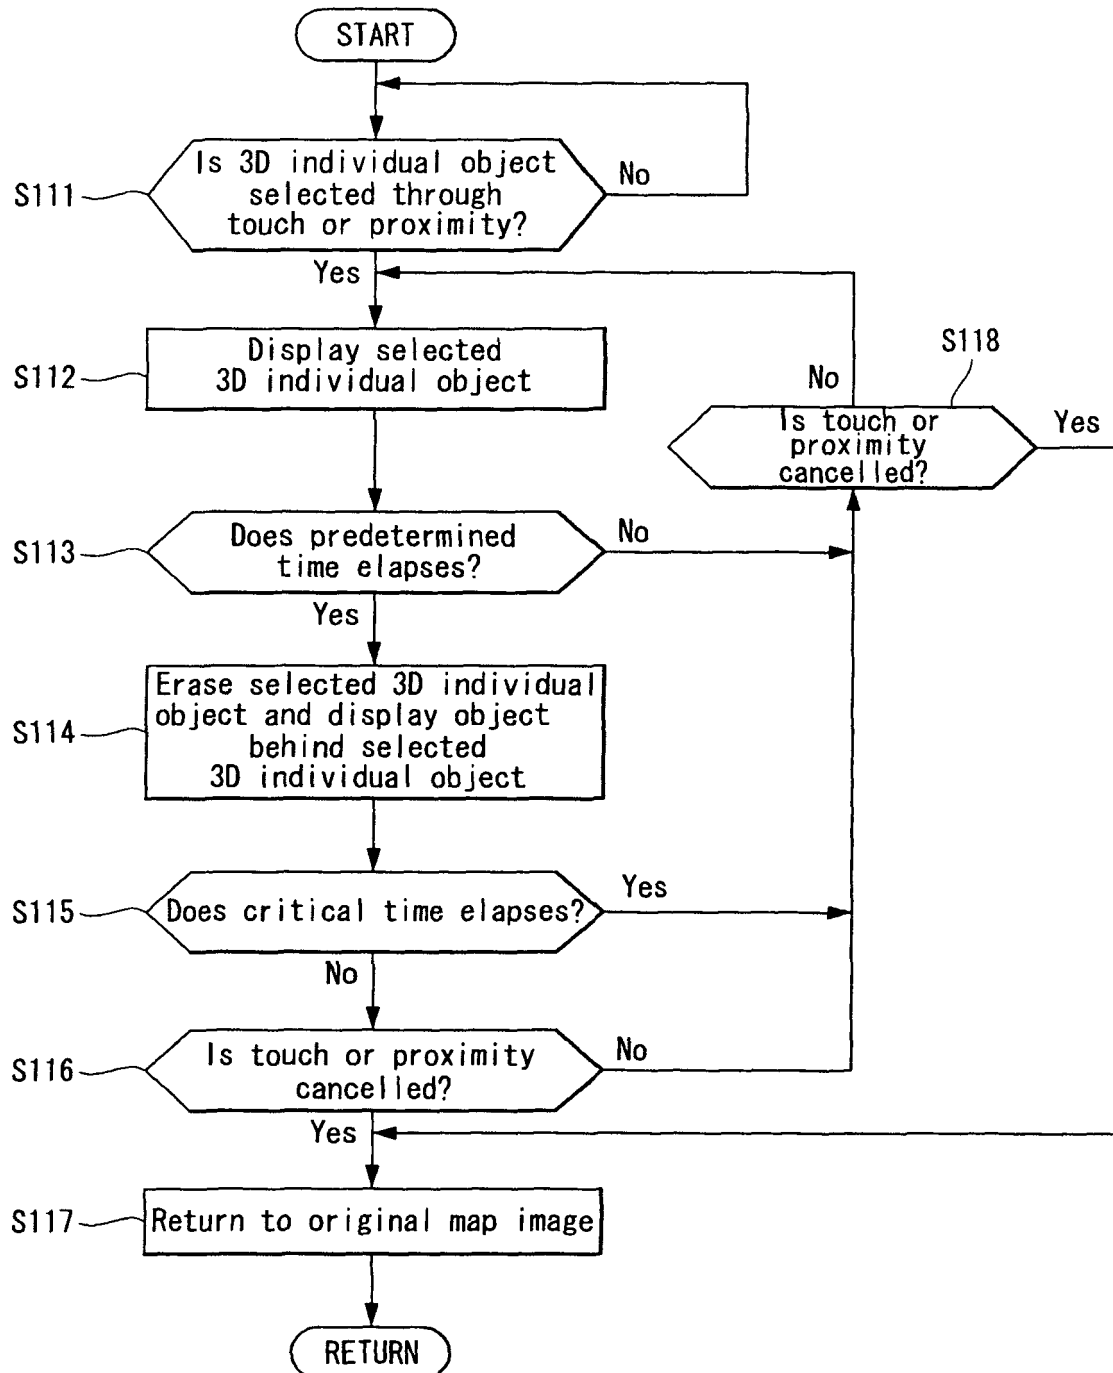 START
Is 3D individual object
selected through
touch or proximity?
No
S111
Yes
Display selected
3D individual object
S112
S118
No
Is touch or
proximity
cancelled?
Yes
Does predetermined
time elapses?
No
S113
Yes
Erase selected 3D individual
object and display object
behind selected
3D individual object
S114
Does critical time elapses?
Yes
S115
No
Is touch or proximity
cancelled?
No
S116
Yes
Return to original map image
S117
RETURN